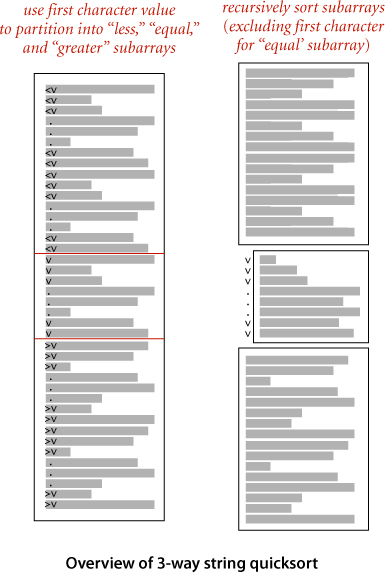 use first character value
to partition into “less,” “equal,”
and “greater” subarrays
<v
<v
<v
.
.
.
<v
<v
<v
<v
<v
.
.
.
<v
<v
v
v
v
.
.
.
v
v
>v
>v
>v
.
.
.
>v
>v
>v
>v
>v
.
.
.
>v
>v
recursively sort subarrays
(excluding first character
for “equal’ subarray)
v
v
v
.
.
.
v
v
Overview of 3-way string quicksort